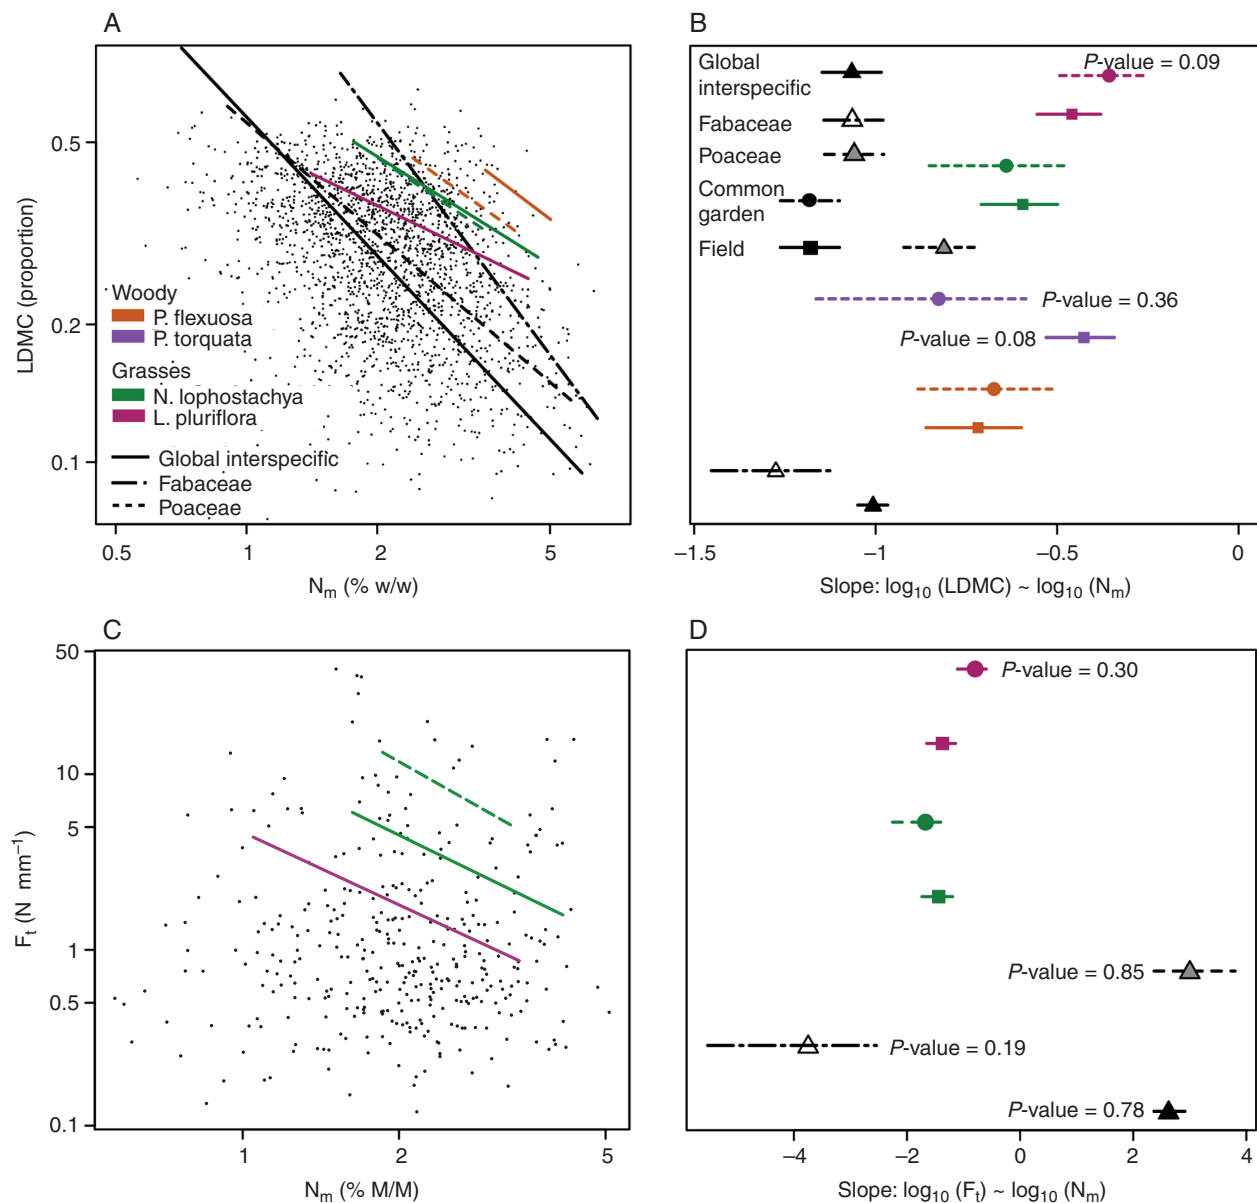 A
0.5
0.2
0.1
LDMC (proportion)
Woody
P. flexuosa
P. torquata
Grasses
N. lophostachya
L. pluriflora
Global interspecific
Fabaceae
Poaceae
0.5
1
2
5
Nm (% w/w)
B
Global
interspecific
Fabaceae
Poaceae
Common
garden
Field
P-value = 0.09
P-value = 0.36
P-value = 0.08
–1.5
–1
–0.5
0
Slope: log10 (LDMC) ~ log10 (Nm)
C
50
10
5
1
0.5
0.1
Ft (N mm–1)
1
2
5
Nm (% M/M)
D
P-value = 0.30
P-value = 0.85
P-value = 0.19
P-value = 0.78
–4
–2
0
2
4
Slope: log10 (Ft) ~ log10 (Nm)